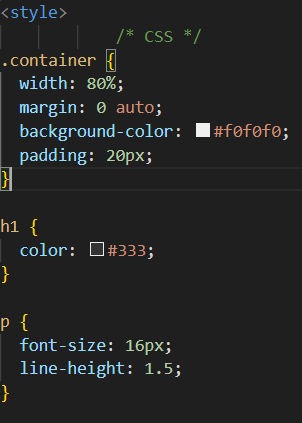 <style>
/* CSS */
.container {
width: 80%;
margin: 0 auto;
background-color: #f0f0f0;
padding: 20px;
}
h1 {
color: #333;
}
p {
font-size: 16px;
line-height: 1.5;
}